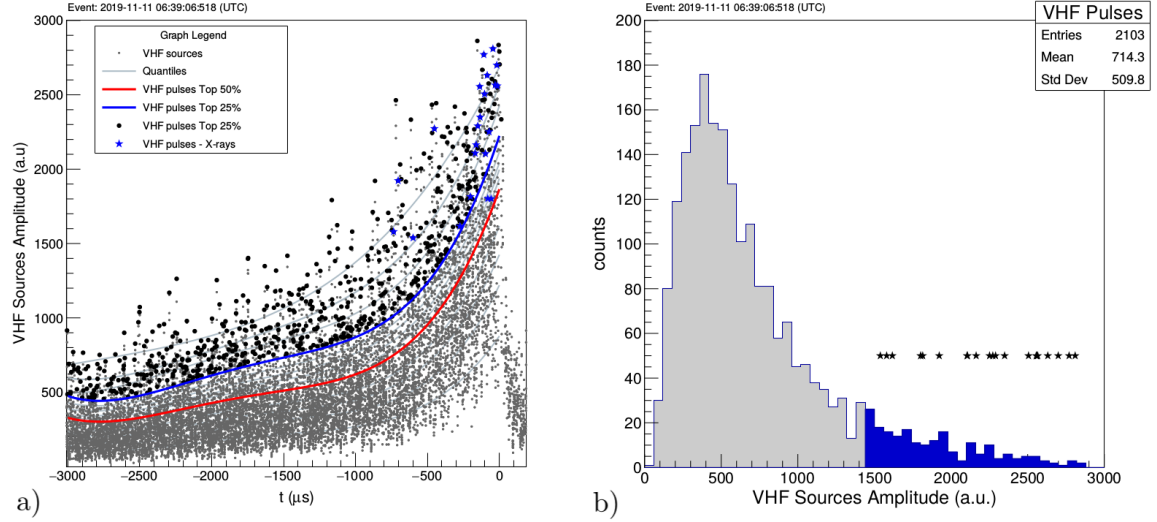 Event: 2019-11-11 06:39:06:518 (UTC)
3000
2500
2000
1500
1000
500
VHF Sources Amplitude (a.u)
Graph Legend
VHF sources
Quantiles
VHF pulses Top 50%
VHF pulses Top 25%
VHF pulses Top 25%
VHF pulses - X-rays
−3000 −2500 −2000 −1500 −1000 −500 0
t (μs)
a)
Event: 2019-11-11 06:39:06:518 (UTC)
VHF Pulses
Entries 2103
Mean 714.3
Std Dev 509.8
200
180
160
140
120
100
80
60
40
20
0
counts
0 500 1000 1500 2000 2500 3000
VHF Sources Amplitude (a.u.)
b)